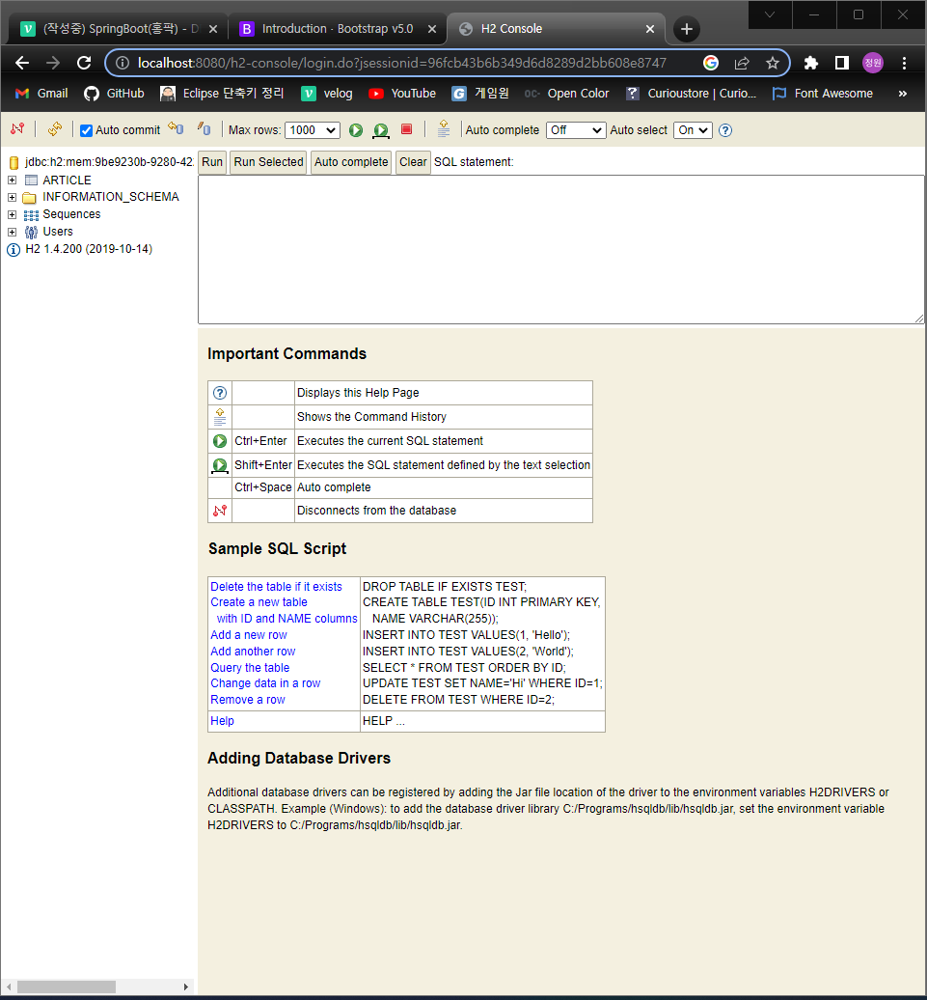 (작성중) SpringBoot(홍팍) - D
Introduction · Bootstrap v5.0
H2 Console
localhost:8080/h2-console/login.do?jsessionid=96fcb43b6b349d6d8289d2bb608e8747
정원
Gmail GitHub Eclipse 단축키 정리 velog YouTube 게임원 Open Color Curioustore | Curio... Font Awesome »
Auto commit Max rows: 1000 Auto complete Off Auto select On
jdbc:h2:mem:9be9230b-9280-42
ARTICLE
INFORMATION_SCHEMA
Sequences
Users
H2 1.4.200 (2019-10-14)
Run Run Selected Auto complete Clear SQL statement:
Important Commands
Displays this Help Page
Shows the Command History
Ctrl+Enter Executes the current SQL statement
Shift+Enter Executes the SQL statement defined by the text selection
Ctrl+Space Auto complete
Disconnects from the database
Sample SQL Script
Delete the table if it exists DROP TABLE IF EXISTS TEST;
Create a new table CREATE TABLE TEST(ID INT PRIMARY KEY,
with ID and NAME columns NAME VARCHAR(255));
Add a new row INSERT INTO TEST VALUES(1, 'Hello');
Add another row INSERT INTO TEST VALUES(2, 'World');
Query the table SELECT * FROM TEST ORDER BY ID;
Change data in a row UPDATE TEST SET NAME='Hi' WHERE ID=1;
Remove a row DELETE FROM TEST WHERE ID=2;
Help HELP ...
Adding Database Drivers
Additional database drivers can be registered by adding the Jar file location of the driver to the environment variables H2DRIVERS or
CLASSPATH. Example (Windows): to add the database driver library C:/Programs/hsqldb/lib/hsqldb.jar, set the environment variable
H2DRIVERS to C:/Programs/hsqldb/lib/hsqldb.jar.